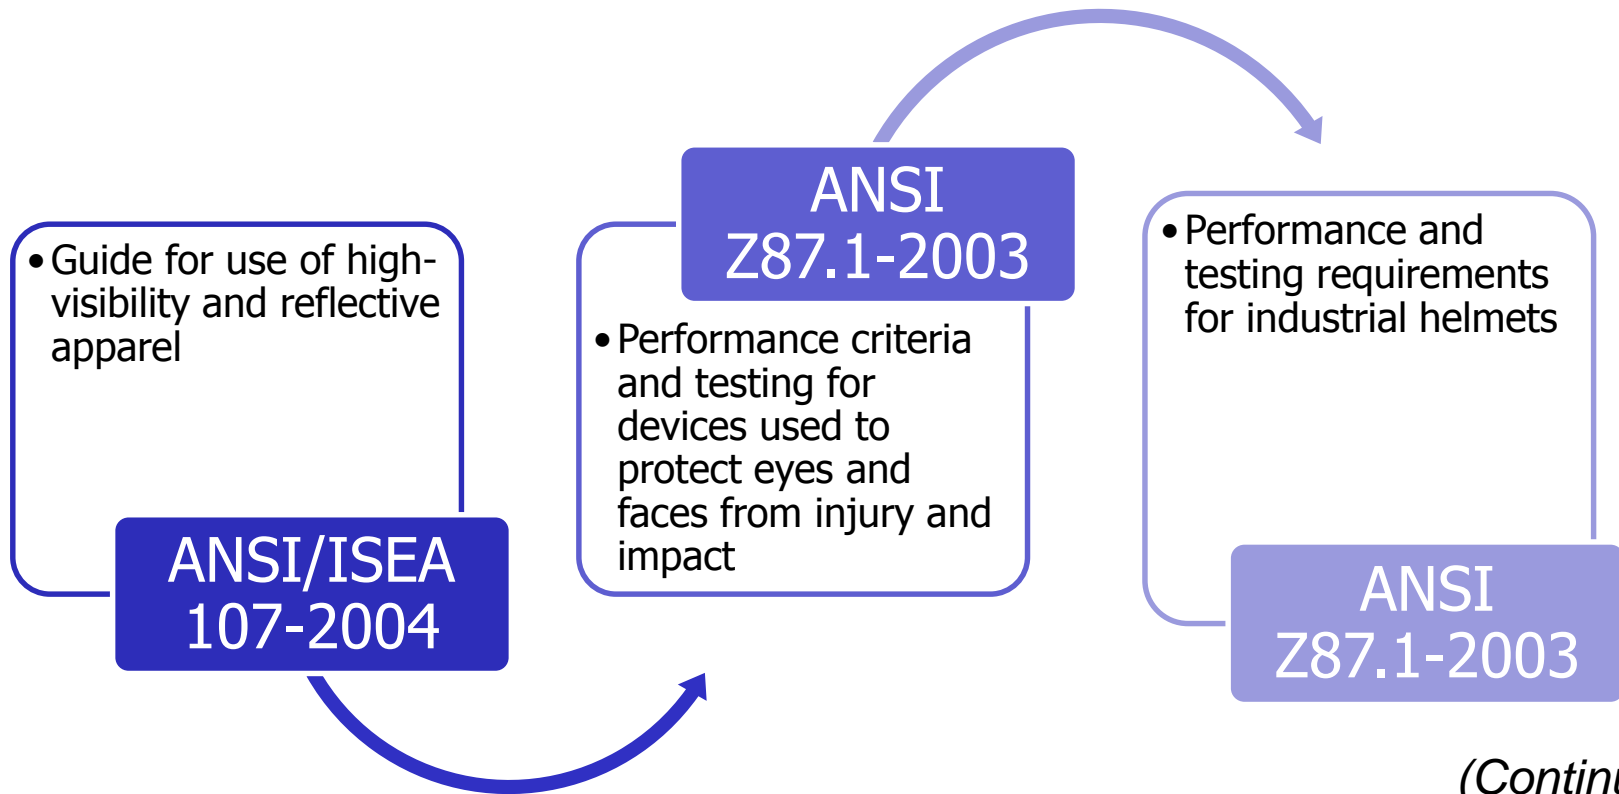 • Guide for use of high-
visibility and reflective
apparel
ANSI/ISEA
107-2004
ANSI
Z87.1-2003
• Performance criteria
and testing for
devices used to
protect eyes and
faces from injury and
impact
• Performance and
testing requirements
for industrial helmets
ANSI
Z87.1-2003
(Continu